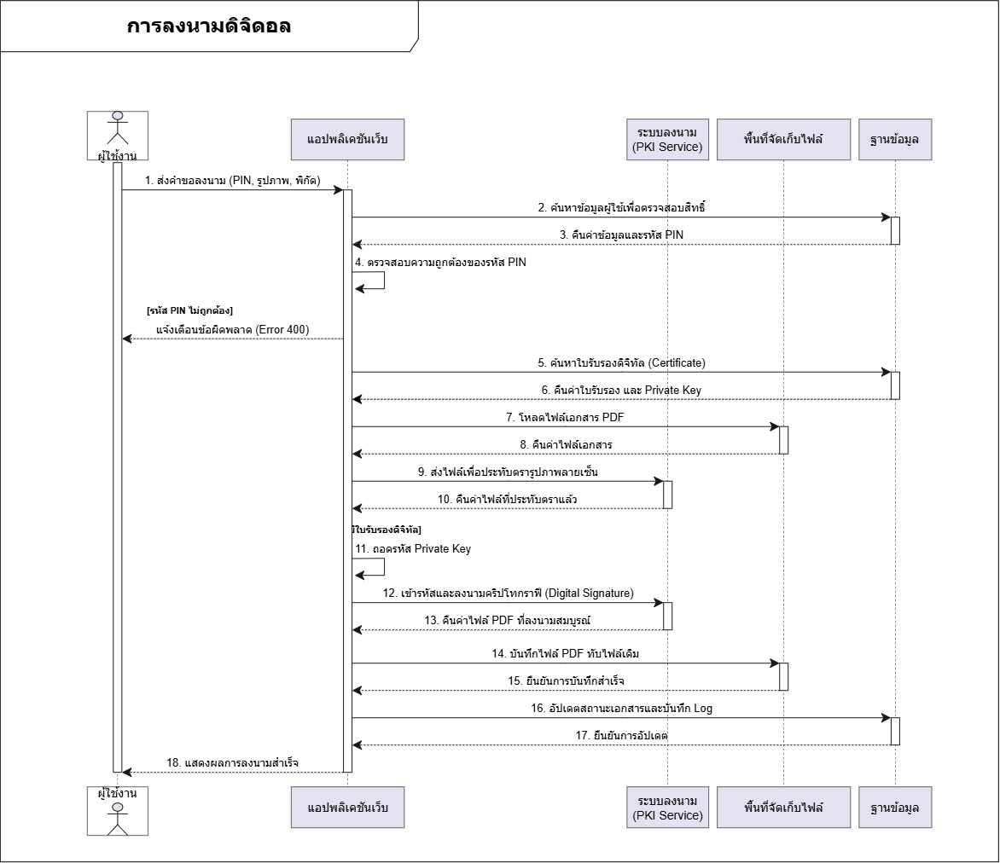 การลงนามดิจิดอล
ผู้ใช้งาน
แอปพลิเคชันเว็บ
ระบบลงนาม
(PKI Service)
พื้นที่จัดเก็บไฟล์
ฐานข้อมูล
1. ส่งคำขอลงนาม (PIN, รูปภาพ, พิกัด)
2. ค้นหาข้อมูลผู้ใช้เพื่อตรวจสอบสิทธิ์
3. คืนค่าข้อมูลและรหัส PIN
4. ตรวจสอบความถูกต้องของรหัส PIN
[รหัส PIN ไม่ถูกต้อง]
แจ้งเตือนข้อผิดพลาด (Error 400)
5. ค้นหาใบรับรองดิจิทัล (Certificate)
6. คืนค่าใบรับรอง และ Private Key
7. โหลดไฟล์เอกสาร PDF
8. คืนค่าไฟล์เอกสาร
9. ส่งไฟล์เพื่อประทับตรารูปภาพลายเซ็น
10. คืนค่าไฟล์ที่ประทับตราแล้ว
มีใบรับรองดิจิทัล]
11. ถอดรหัส Private Key
12. เข้ารหัสและลงนามคริปโทกราฟี (Digital Signature)
13. คืนค่าไฟล์ PDF ที่ลงนามสมบูรณ์
14. บันทึกไฟล์ PDF ทับไฟล์เดิม
15. ยืนยันการบันทึกสำเร็จ
16. อัปเดตสถานะเอกสารและบันทึก Log
17. ยืนยันการอัปเดต
18. แสดงผลการลงนามสำเร็จ
ผู้ใช้งาน
แอปพลิเคชันเว็บ
ระบบลงนาม
(PKI Service)
พื้นที่จัดเก็บไฟล์
ฐานข้อมูล